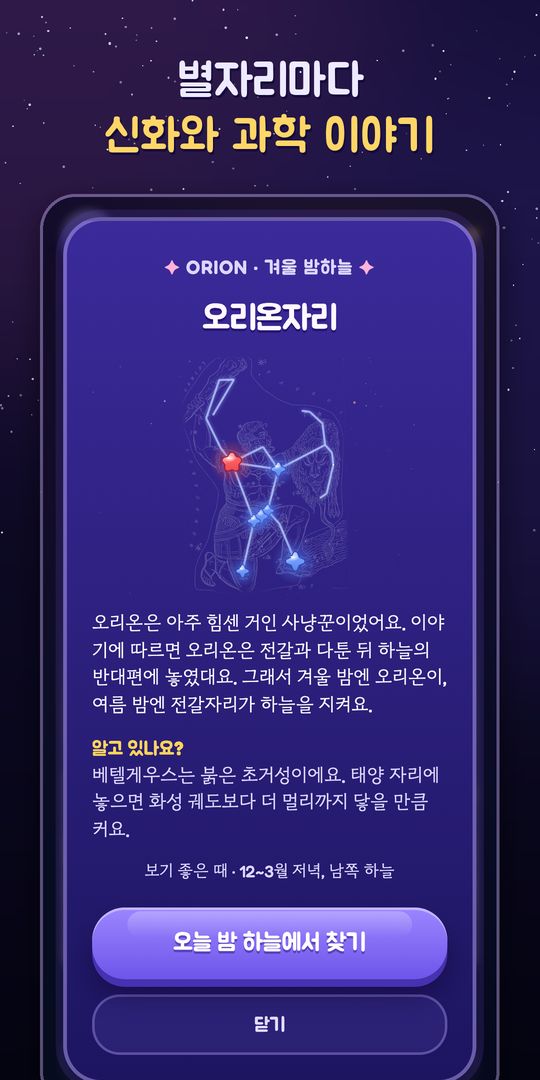 별자리마다
신화와 과학 이야기
ORION · 겨울 밤하늘
오리온자리
오리온은 아주 힘센 거인 사냥꾼이었어요. 이야
기에 따르면 오리온은 전갈과 다툰 뒤 하늘의
반대편에 놓였대요. 그래서 겨울 밤엔 오리온이,
여름 밤엔 전갈자리가 하늘을 지켜요.
알고 있나요?
베텔게우스는 붉은 초거성이에요. 태양 자리에
놓으면 화성 궤도보다 더 멀리까지 닿을 만큼
커요.
보기 좋은 때 · 12~3월 저녁, 남쪽 하늘
오늘 밤 하늘에서 찾기
닫기